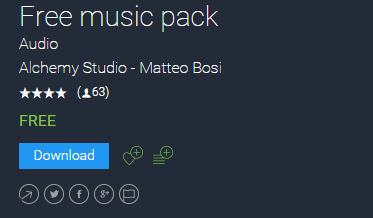 Free music pack
Audio
Alchemy Studio - Matteo Bosi
★★★★ (63)
FREE
Download